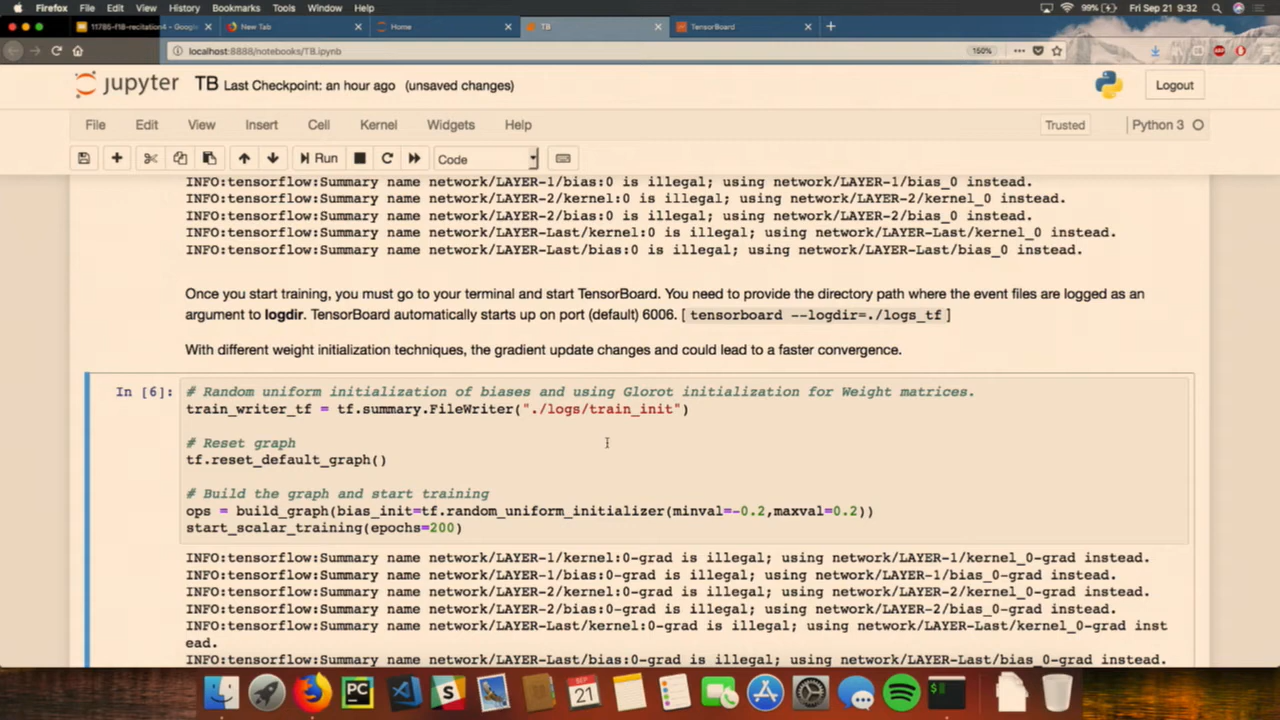 Firefox File Edit View History Bookmarks Tools Window Help
99% Fri Sep 21 9:32
11785-f18-recitation4 - Google
New Tab
Home
TB
TensorBoard
localhost:8888/notebooks/TB.ipynb
150%
jupyter TB Last Checkpoint: an hour ago (unsaved changes)
Logout
File Edit View Insert Cell Kernel Widgets Help
Trusted Python 3
Run Code
INFO:tensorflow:Summary name network/LAYER-1/bias:0 is illegal; using network/LAYER-1/bias_0 instead.
INFO:tensorflow:Summary name network/LAYER-2/kernel:0 is illegal; using network/LAYER-2/kernel_0 instead.
INFO:tensorflow:Summary name network/LAYER-2/bias:0 is illegal; using network/LAYER-2/bias_0 instead.
INFO:tensorflow:Summary name network/LAYER-Last/kernel:0 is illegal; using network/LAYER-Last/kernel_0 instead.
INFO:tensorflow:Summary name network/LAYER-Last/bias:0 is illegal; using network/LAYER-Last/bias_0 instead.
Once you start training, you must go to your terminal and start TensorBoard. You need to provide the directory path where the event files are logged as an
argument to logdir. TensorBoard automatically starts up on port (default) 6006. [ tensorboard --logdir=./logs_tf ]
With different weight initialization techniques, the gradient update changes and could lead to a faster convergence.
In [6]: # Random uniform initialization of biases and using Glorot initialization for Weight matrices.
train_writer_tf = tf.summary.FileWriter("./logs/train_init")
# Reset graph
tf.reset_default_graph()
# Build the graph and start training
ops = build_graph(bias_init=tf.random_uniform_initializer(minval=-0.2,maxval=0.2))
start_scalar_training(epochs=200)
INFO:tensorflow:Summary name network/LAYER-1/kernel:0-grad is illegal; using network/LAYER-1/kernel_0-grad instead.
INFO:tensorflow:Summary name network/LAYER-1/bias:0-grad is illegal; using network/LAYER-1/bias_0-grad instead.
INFO:tensorflow:Summary name network/LAYER-2/kernel:0-grad is illegal; using network/LAYER-2/kernel_0-grad instead.
INFO:tensorflow:Summary name network/LAYER-2/bias:0-grad is illegal; using network/LAYER-2/bias_0-grad instead.
INFO:tensorflow:Summary name network/LAYER-Last/kernel:0-grad is illegal; using network/LAYER-Last/kernel_0-grad inst
ead.
INFO:tensorflow:Summary name network/LAYER-Last/bias:0-grad is illegal; using network/LAYER-Last/bias_0-grad instead.
PC
SEP
21